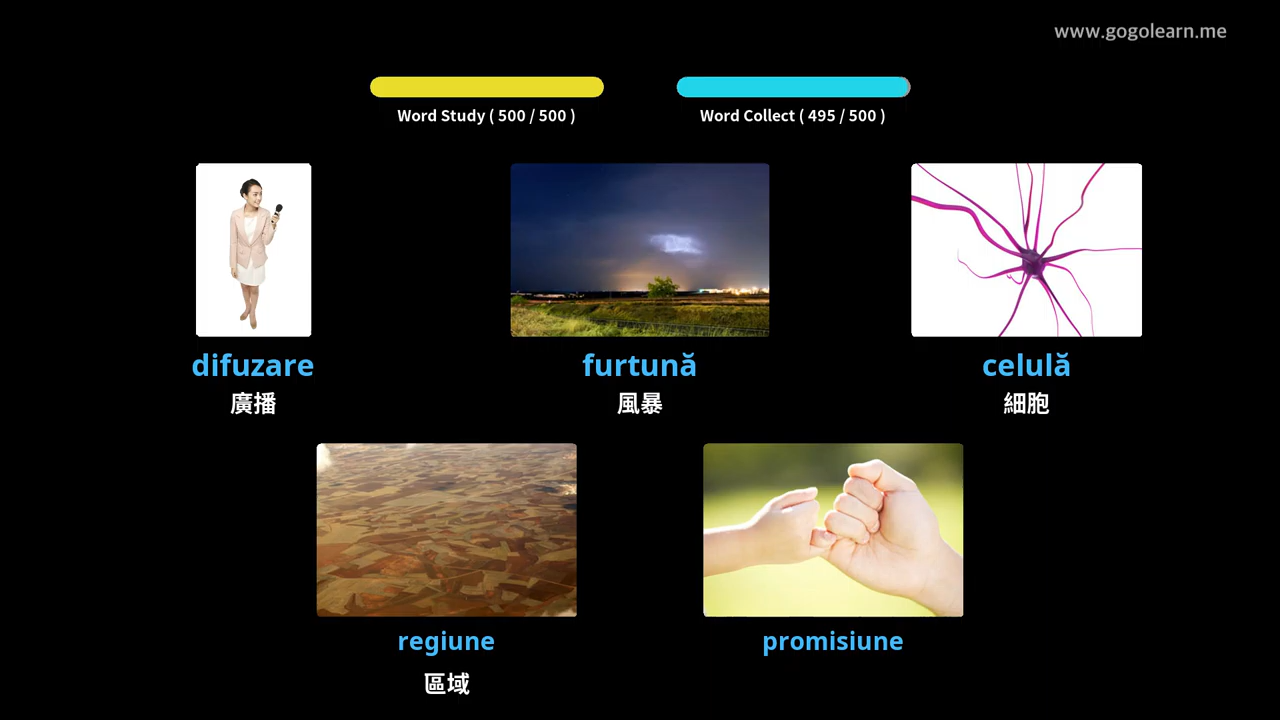 www.gogolearn.me
Word Study ( 500 / 500 )
Word Collect ( 495 / 500 )
difuzare
廣播
furtună
風暴
celulă
細胞
regiune
區域
promisiune